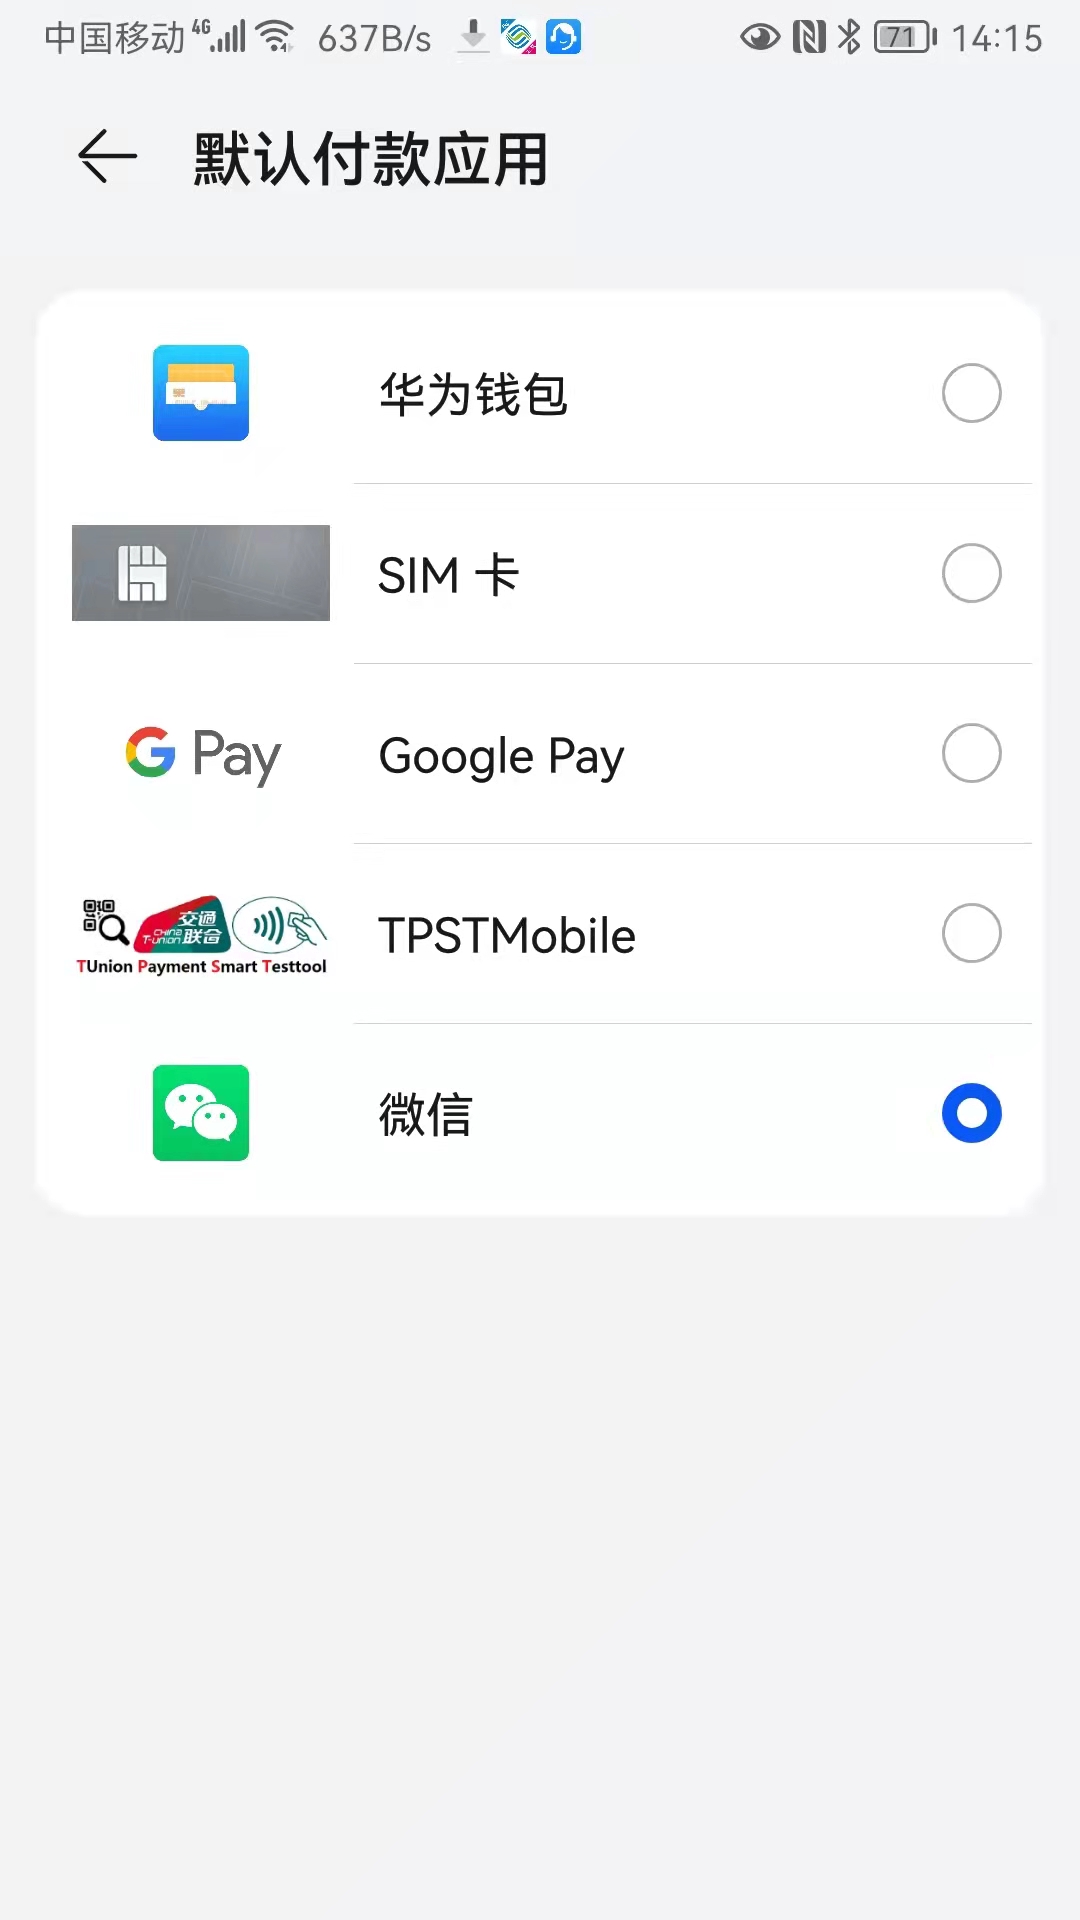 中国移动 4G 637B/s 71 14:15
默认付款应用
华为钱包
SIM 卡
G Pay Google Pay
交通
CHINA
T-UNION 联合
TUnion Payment Smart Testtool
TPSTMobile
微信